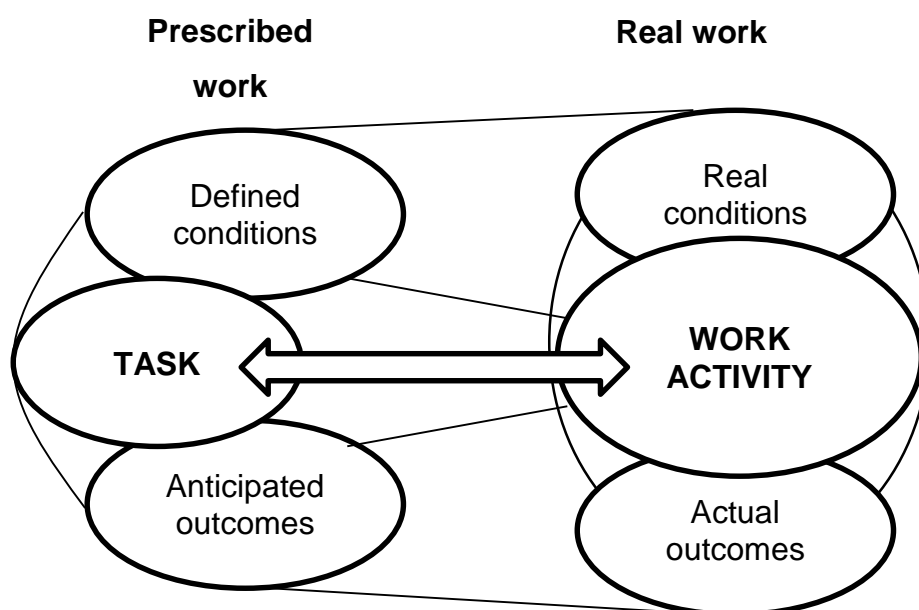 Prescribed
work
Real work
Defined
conditions
Real
conditions
TASK
WORK
ACTIVITY
Anticipated
outcomes
Actual
outcomes